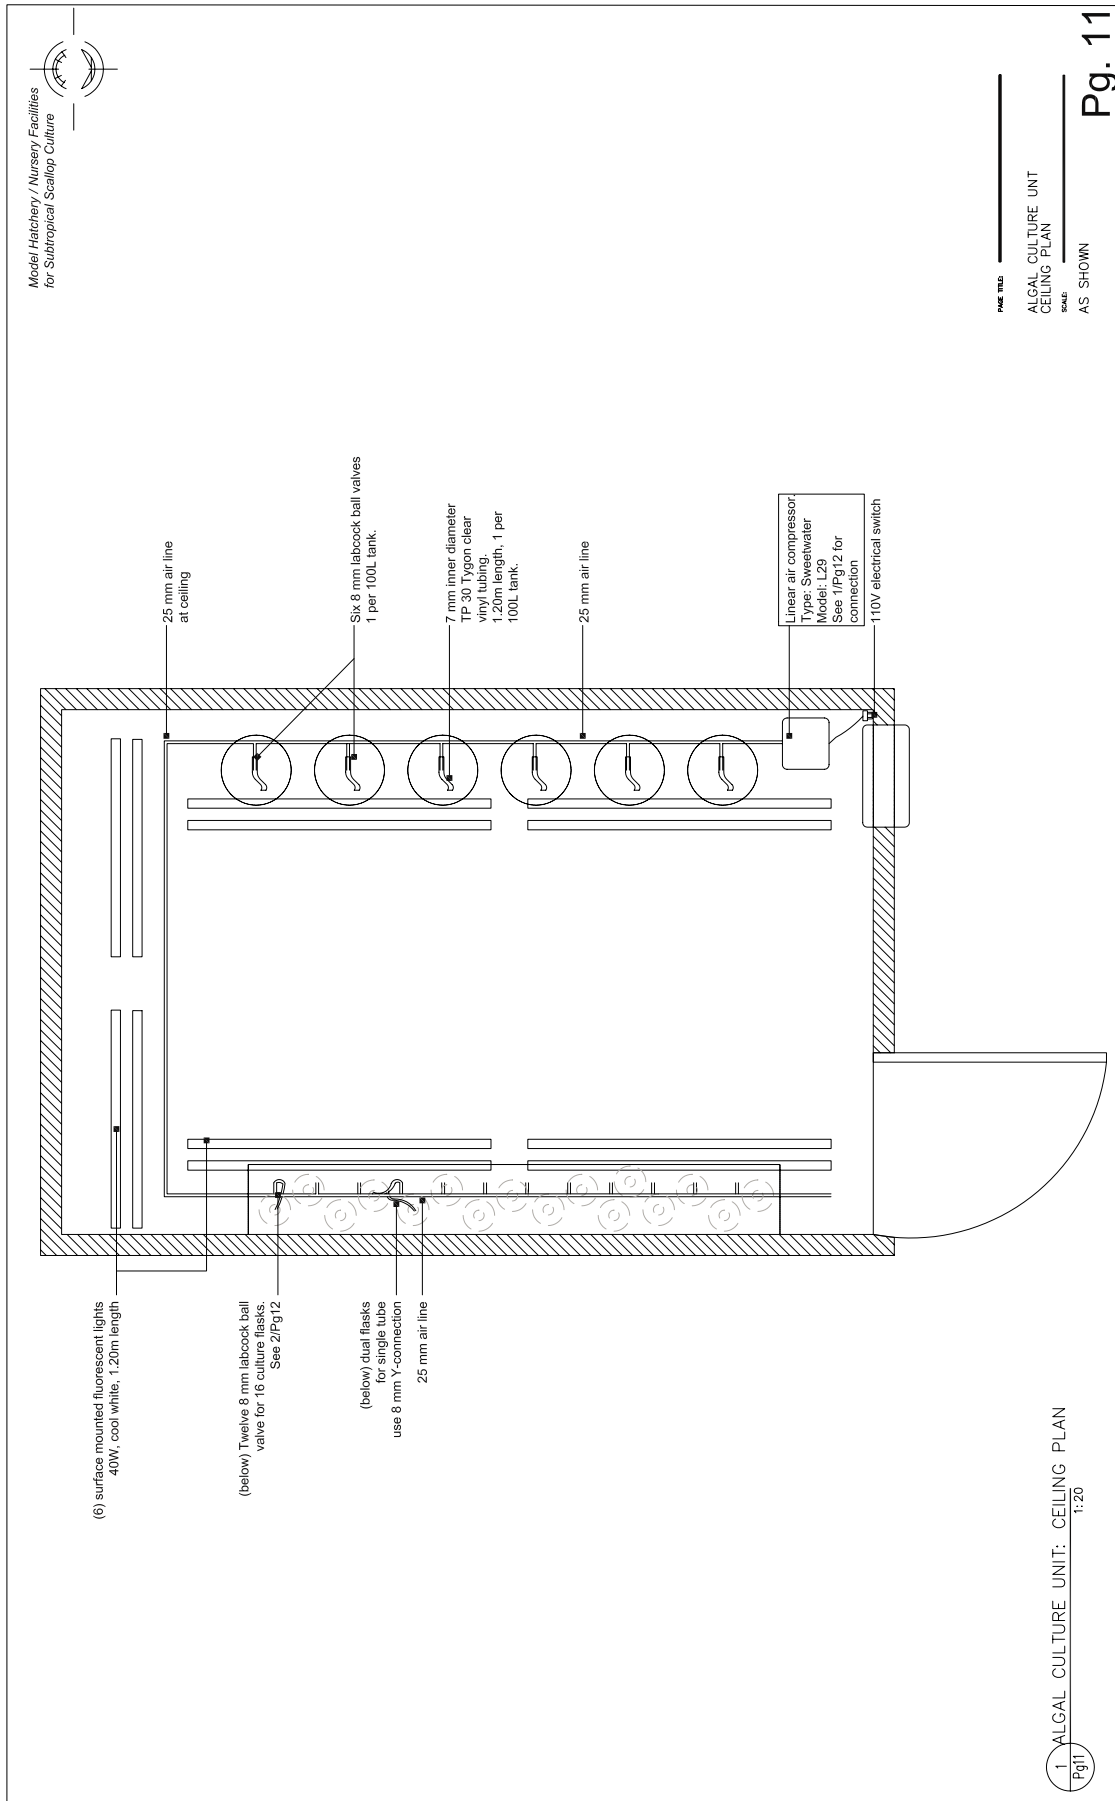 Model Hatchery / Nursery Facilities
for Subtropical Scallop Culture
(6) surface mounted fluorescent lights
40W, cool white, 1.20m length
(below) Twelve 8 mm labcock ball
valve for 16 culture flasks.
See 2/Pg12
(below) dual flasks
for single tube
use 8 mm Y-connection
25 mm air line
25 mm air line
at ceiling
Six 8 mm labcock ball valves
1 per 100L tank.
7 mm inner diameter
TP 30 Tygon clear
vinyl tubing.
1.20m length, 1 per
100L tank.
25 mm air line
Linear air compressor.
Type: Sweetwater
Model: L29
See 1/Pg12 for
connection
110V electrical switch
1
Pg11
ALGAL CULTURE UNIT: CEILING PLAN
1:20
PAGE TITLE:
ALGAL CULTURE UNIT
CEILING PLAN
SCALE:
AS SHOWN
Pg. 11